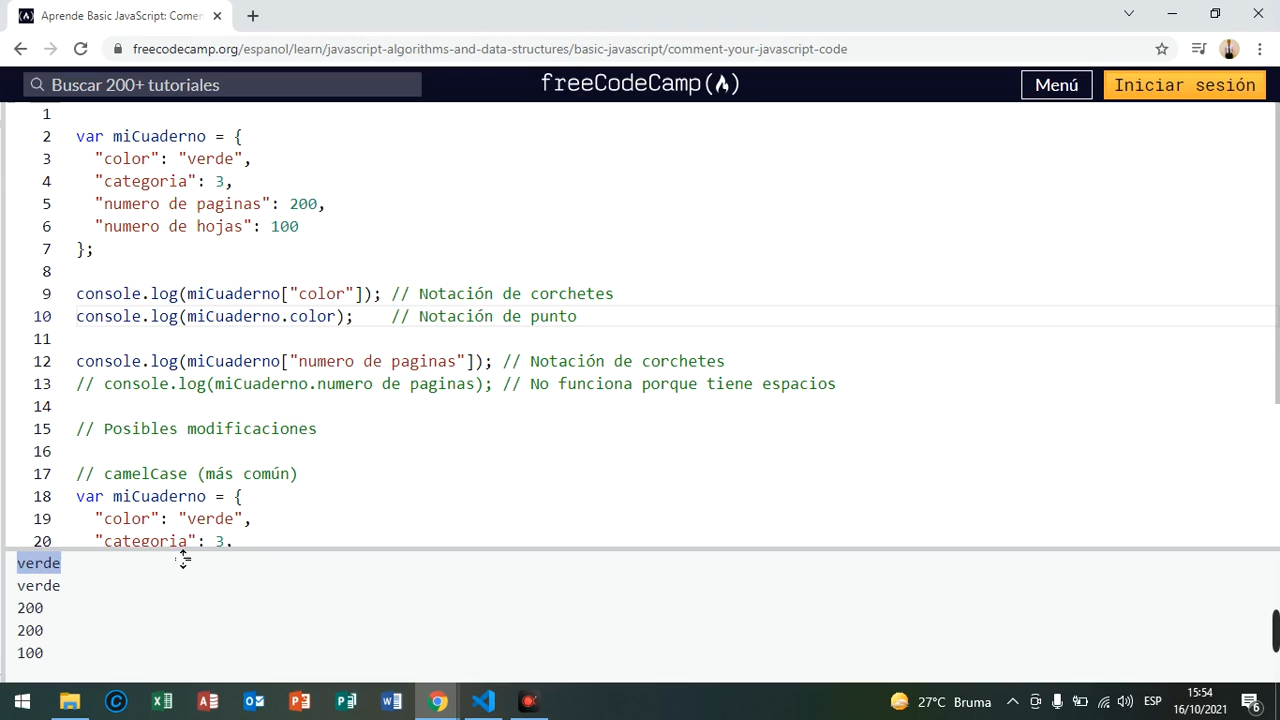 Aprende Basic JavaScript: Comen
freecodecamp.org/espanol/learn/javascript-algorithms-and-data-structures/basic-javascript/comment-your-javascript-code
Buscar 200+ tutoriales
freeCodeCamp
Menú
Iniciar sesión
1
2 var miCuaderno = {
3 "color": "verde",
4 "categoria": 3,
5 "numero de paginas": 200,
6 "numero de hojas": 100
7 };
8
9 console.log(miCuaderno["color"]); // Notación de corchetes
10 console.log(miCuaderno.color); // Notación de punto
11
12 console.log(miCuaderno["numero de paginas"]); // Notación de corchetes
13 // console.log(miCuaderno.numero de paginas); // No funciona porque tiene espacios
14
15 // Posibles modificaciones
16
17 // camelCase (más común)
18 var miCuaderno = {
19 "color": "verde",
20 "categoria": 3,
verde
verde
200
200
100
27°C Bruma
ESP
15:54
16/10/2021
6